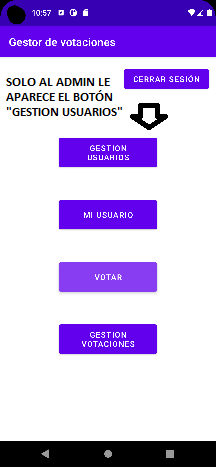 10:57
Gestor de votaciones
SOLO AL ADMIN LE
APARECE EL BOTÓN
"GESTION USUARIOS"
CERRAR SESIÓN
GESTION
USUARIOS
MI USUARIO
VOTAR
GESTION
VOTACIONES